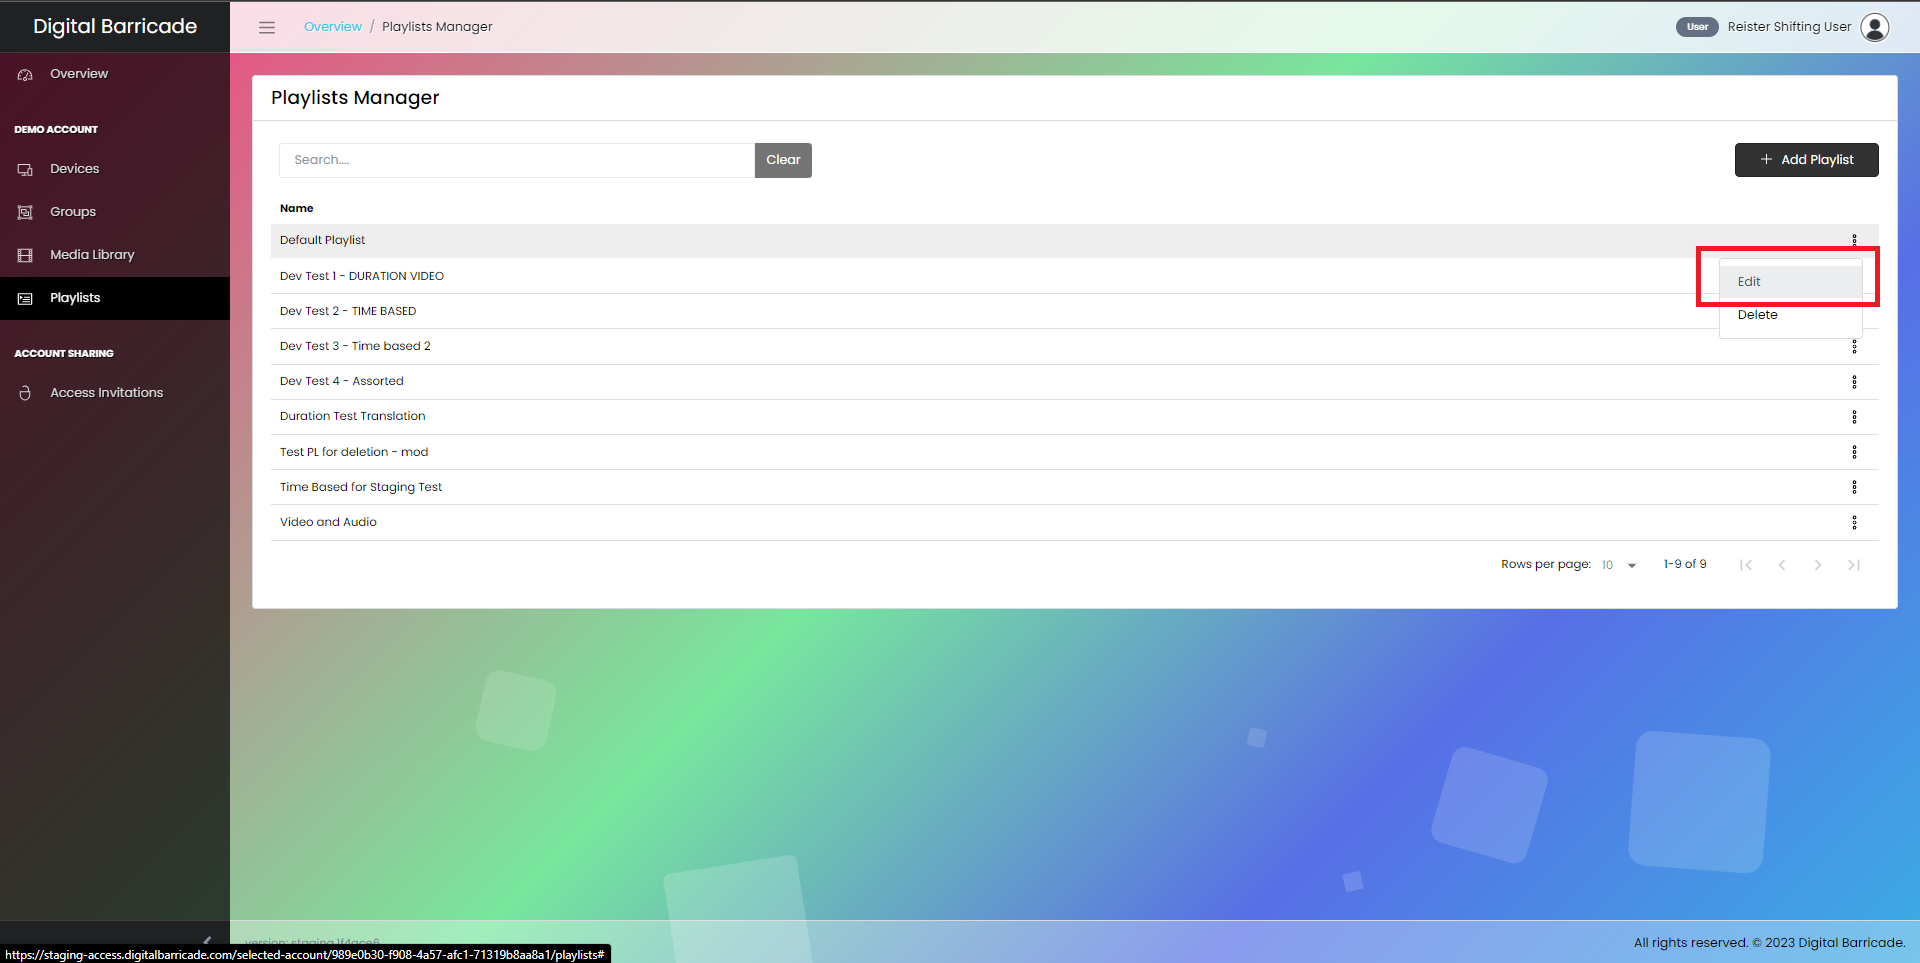 Digital Barricade
Overview / Playlists Manager
User Reister Shifting User
Overview
DEMO ACCOUNT
Devices
Groups
Media Library
Playlists
ACCOUNT SHARING
Access Invitations
Playlists Manager
Search....
Clear
+ Add Playlist
Name
Default Playlist
Dev Test 1 - DURATION VIDEO
Edit
Dev Test 2 - TIME BASED
Delete
Dev Test 3 - Time based 2
Dev Test 4 - Assorted
Duration Test Translation
Test PL for deletion - mod
Time Based for Staging Test
Video and Audio
Rows per page: 10 1-9 of 9
version: staging
All rights reserved. © 2023 Digital Barricade.
https://staging-access.digitalbarricade.com/selected-account/989e0b30-f908-4a57-afc1-71319b8aa8a1/playlists#